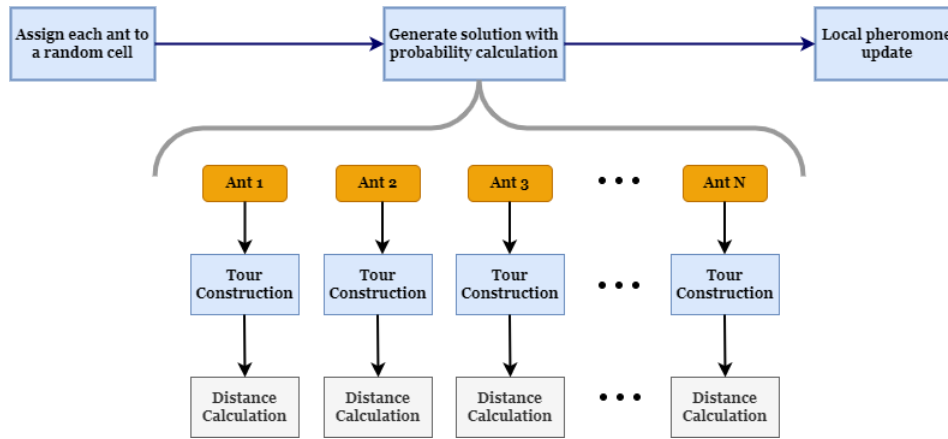 Assign each ant to
a random cell
Generate solution with
probability calculation
Local pheromone
update
Ant 1
Ant 2
Ant 3
Ant N
Tour
Construction
Tour
Construction
Tour
Construction
Tour
Construction
Distance
Calculation
Distance
Calculation
Distance
Calculation
Distance
Calculation